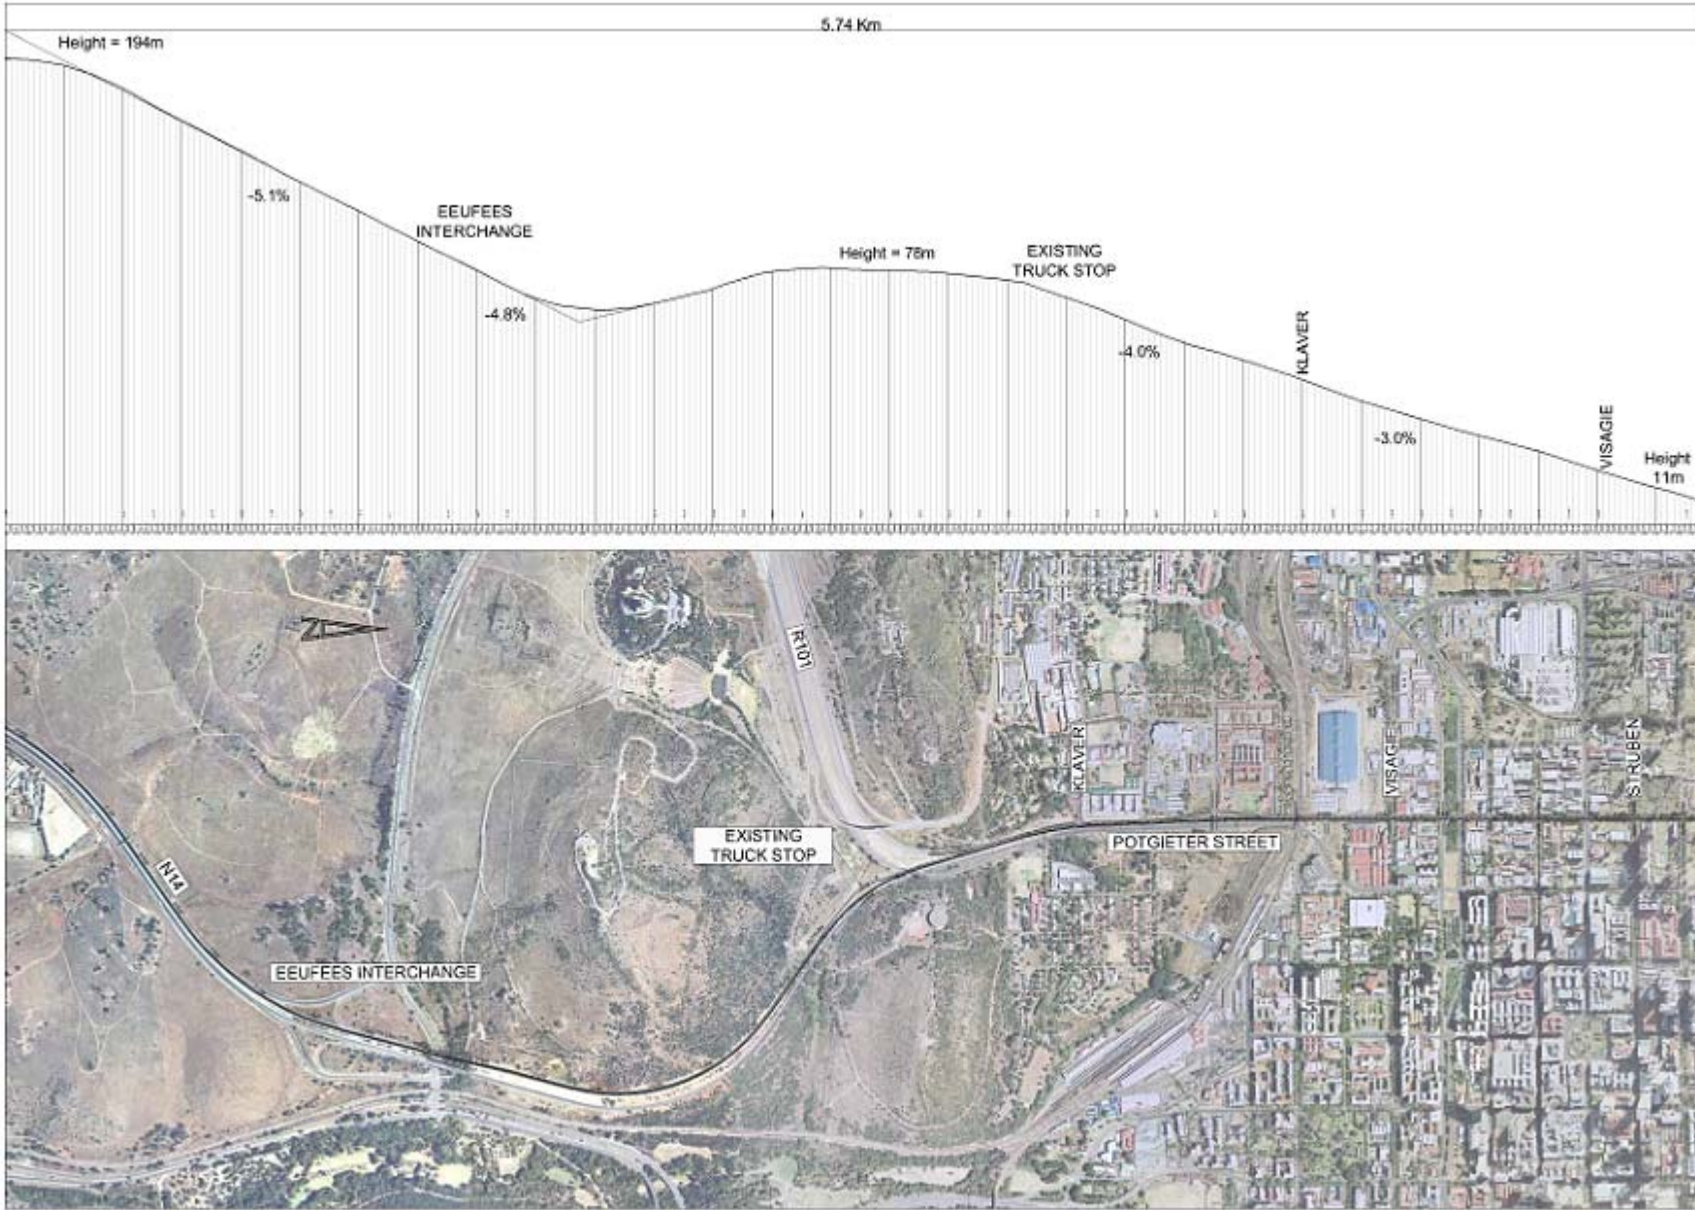 5.74 Km
Height = 194m
-5.1%
EEUFEES
INTERCHANGE
-4.8%
Height = 78m
EXISTING
TRUCK STOP
-4.0%
KLAVER
-3.0%
VISAGIE
Height
11m
N
R101
KLAVER
VISAGIE
STRUBEN
EXISTING
TRUCK STOP
POTGIETER STREET
N14
EEUFEES INTERCHANGE